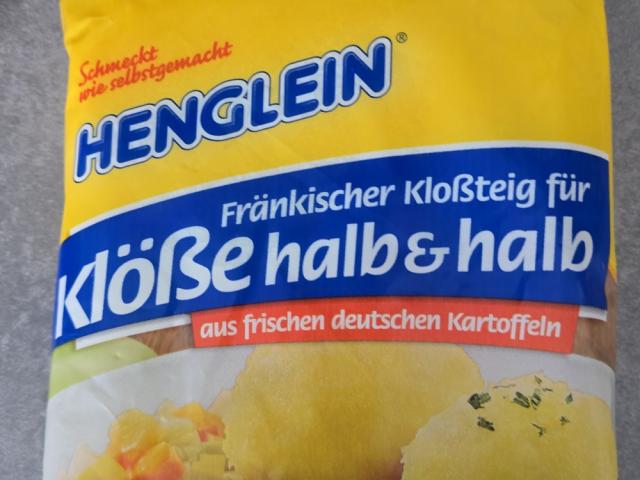 Schmeckt
wie selbstgemacht
HENGLEIN®
Fränkischer Kloßteig für
Klöße halb & halb
aus frischen deutschen Kartoffeln